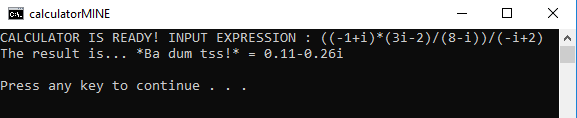 calculatorMINE
CALCULATOR IS READY! INPUT EXPRESSION : ((-1+i)*(3i-2)/(8-i))/(-i+2)
The result is... *Ba dum tss!* = 0.11-0.26i
Press any key to continue . . .